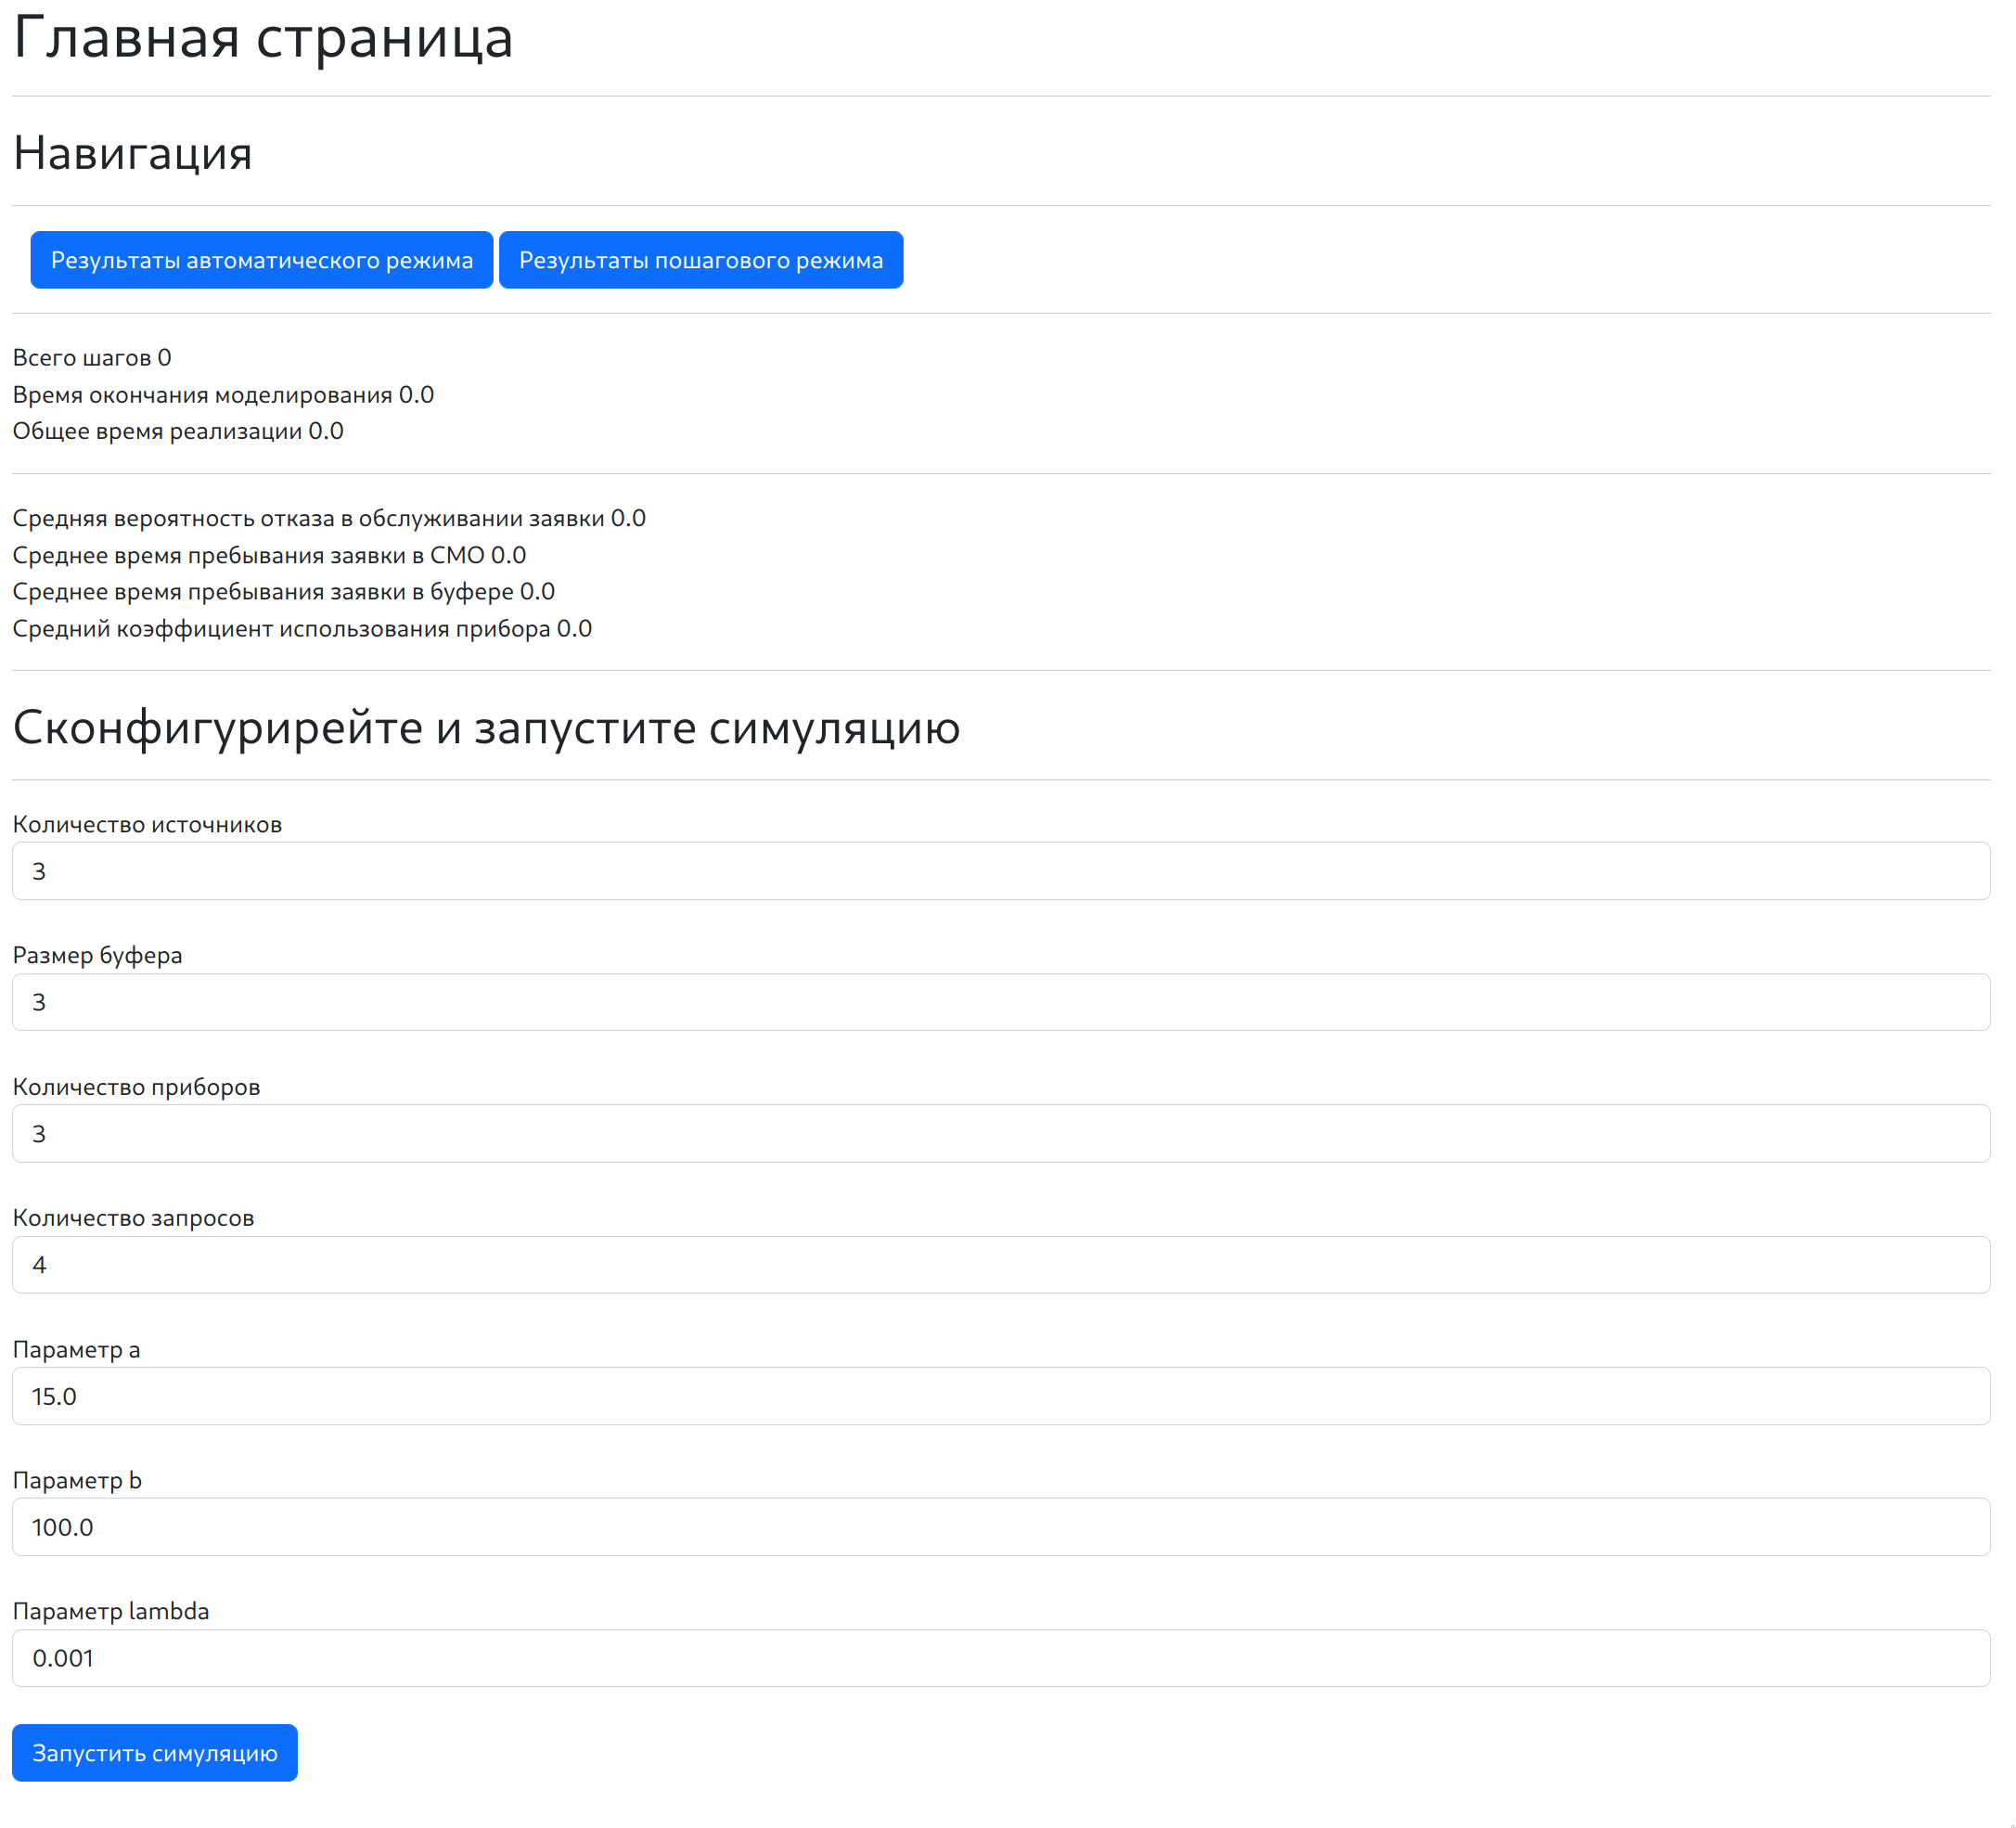 Главная страница
Навигация
Результаты автоматического режима Результаты пошагового режима
Всего шагов 0
Время окончания моделирования 0.0
Общее время реализации 0.0
Средняя вероятность отказа в обслуживании заявки 0.0
Среднее время пребывания заявки в СМО 0.0
Среднее время пребывания заявки в буфере 0.0
Средний коэффициент использования прибора 0.0
Сконфигурирейте и запустите симуляцию
Количество источников
3
Размер буфера
3
Количество приборов
3
Количество запросов
4
Параметр a
15.0
Параметр b
100.0
Параметр lambda
0.001
Запустить симуляцию